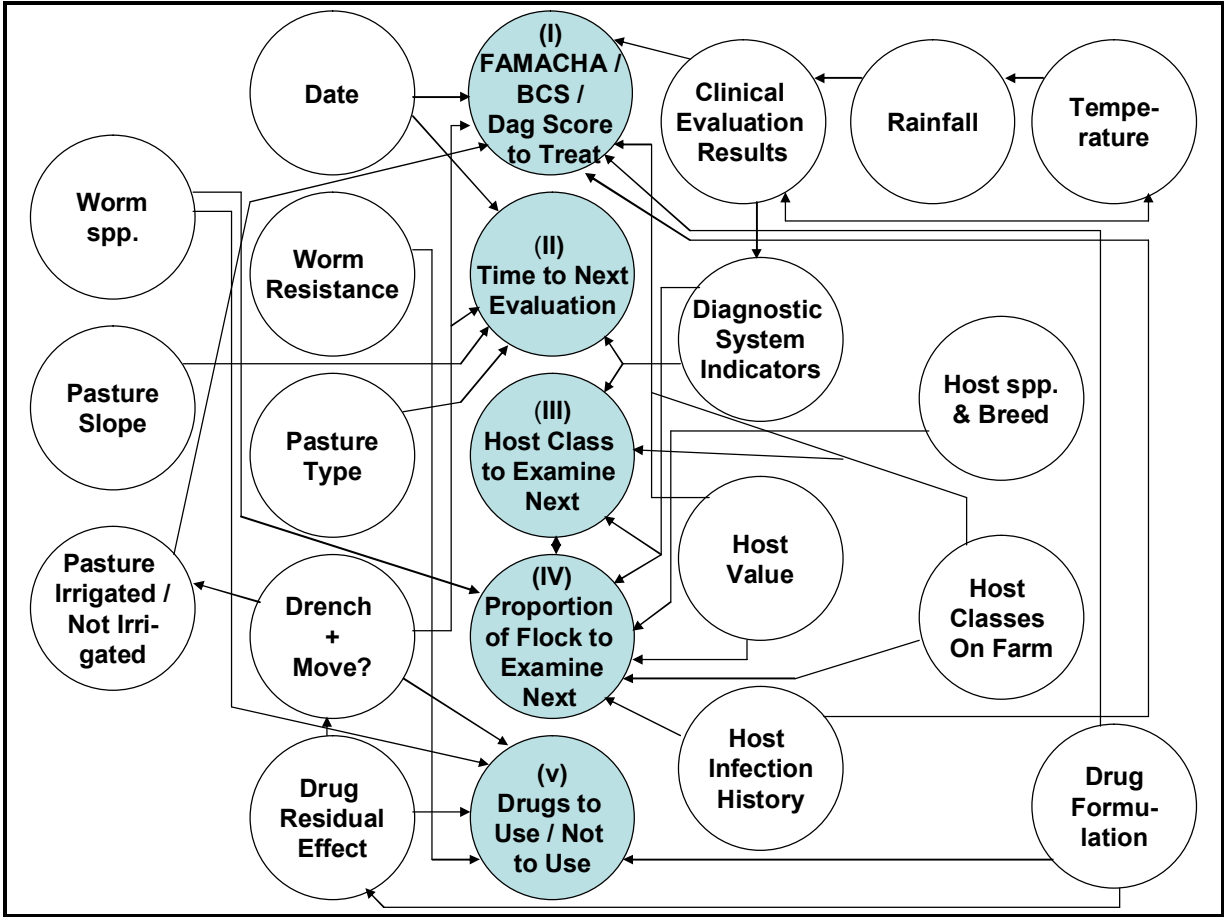 Date
(I)
FAMACHA /
BCS /
Dag Score
to Treat
Clinical
Evaluation
Results
Rainfall
Tempe-
rature
Worm
spp.
Worm
Resistance
(II)
Time to Next
Evaluation
Diagnostic
System
Indicators
Host spp.
& Breed
Pasture
Slope
Pasture
Type
(III)
Host Class
to Examine
Next
Host
Value
Pasture
Irrigated /
Not Irri-
gated
Drench
+
Move?
(IV)
Proportion
of Flock to
Examine
Next
Host
Classes
On Farm
Host
Infection
History
Drug
Residual
Effect
(v)
Drugs to
Use / Not
to Use
Drug
Formu-
lation